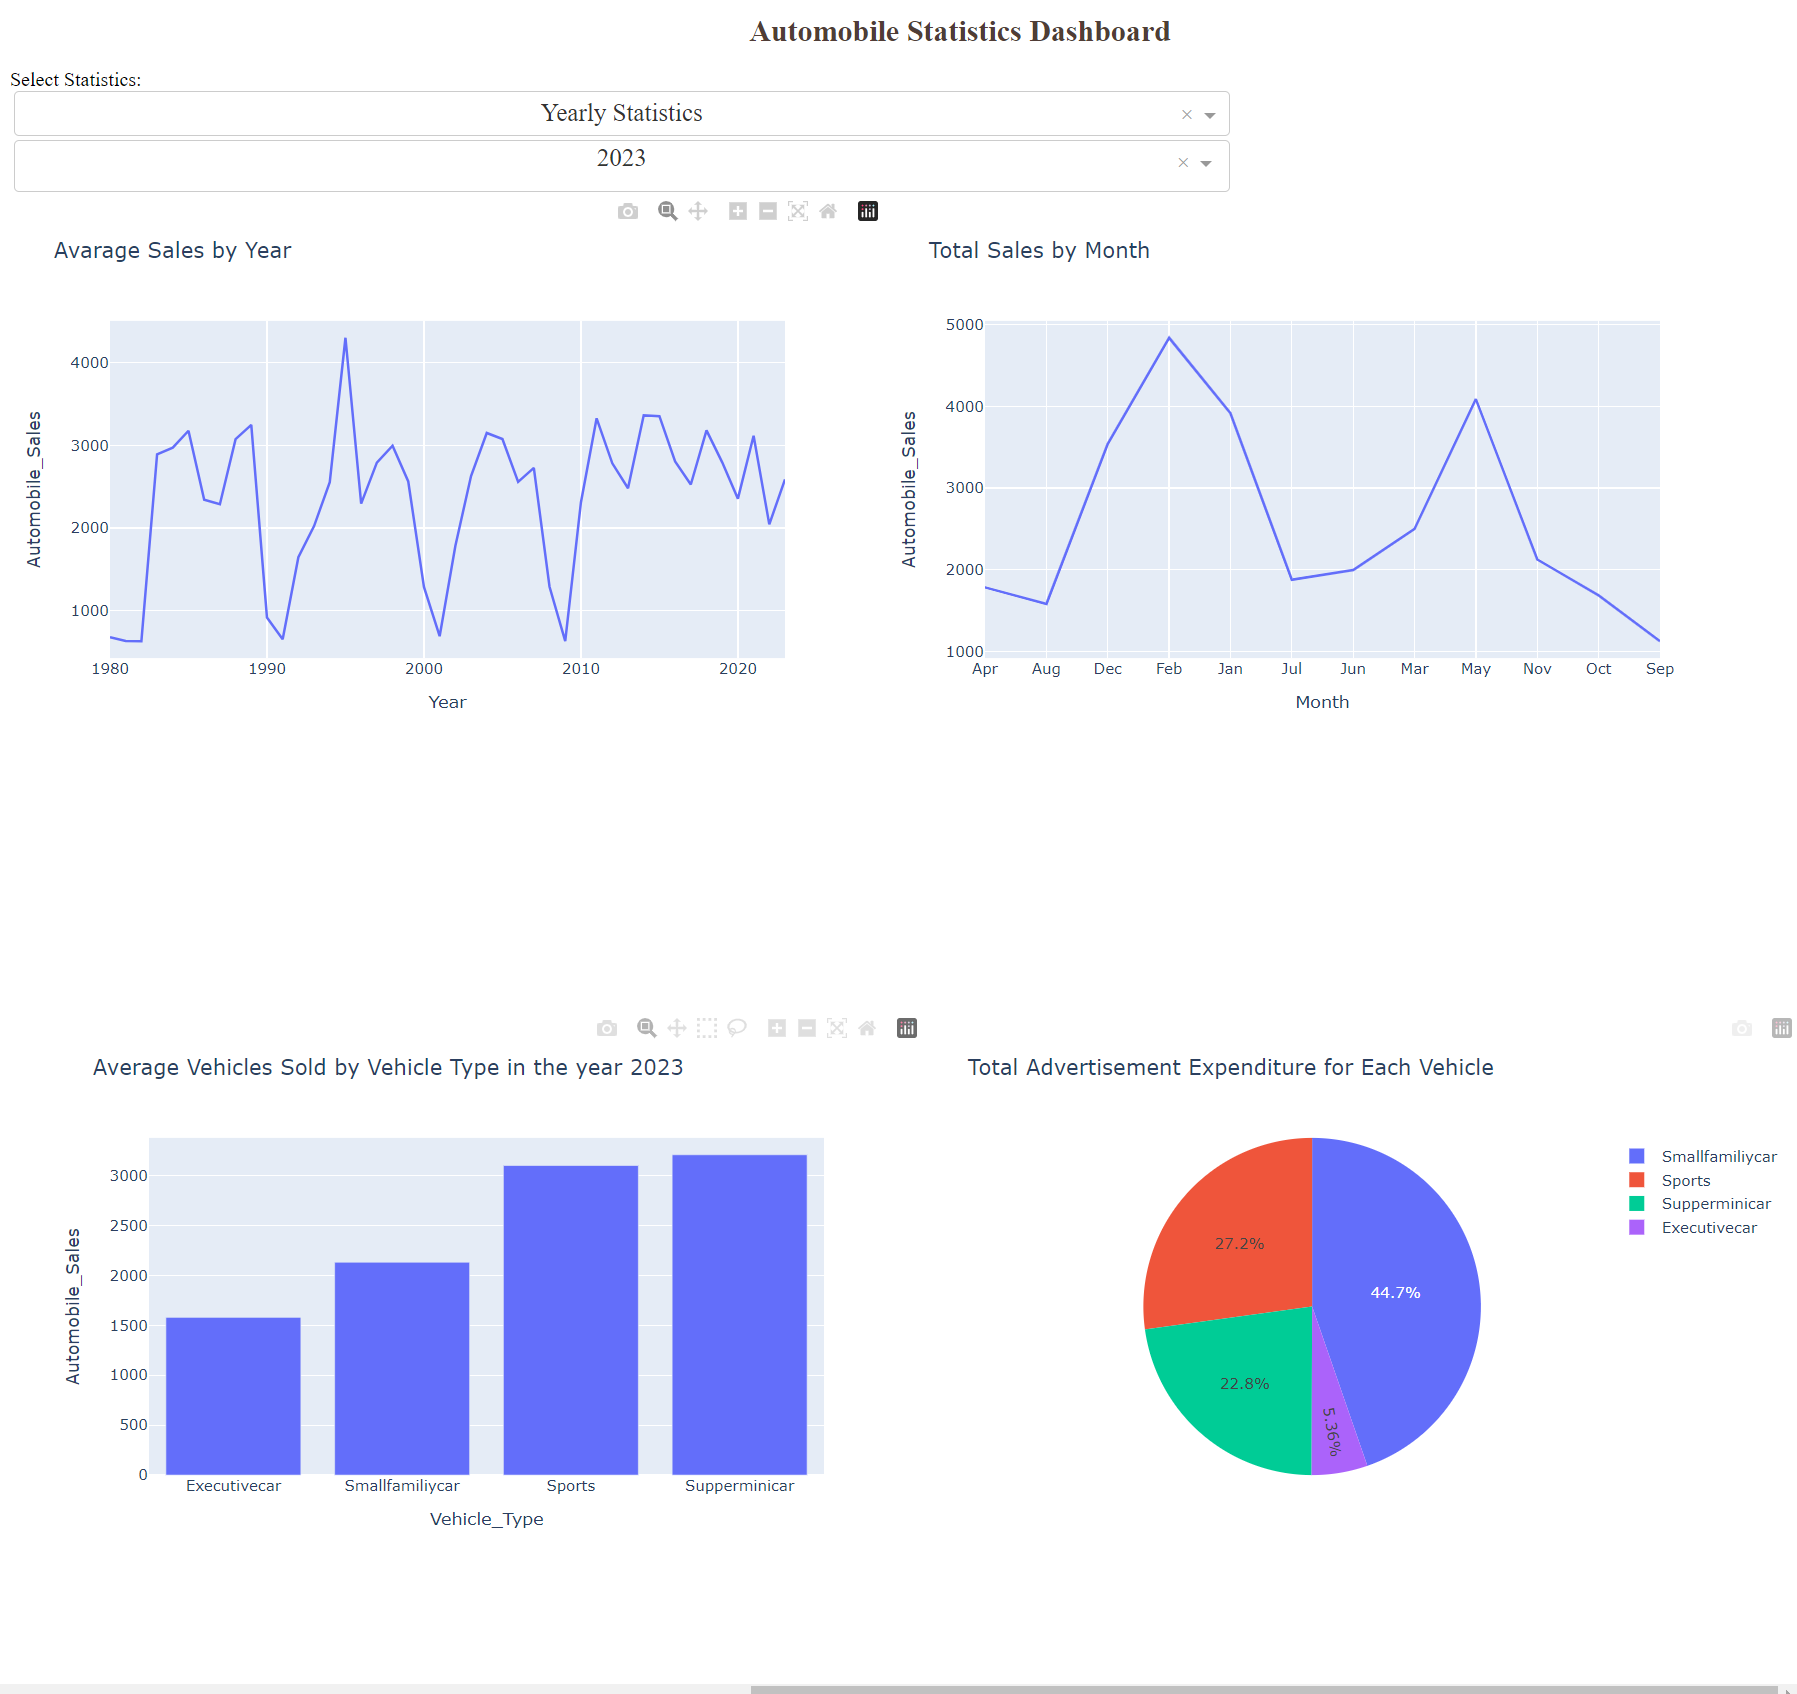 Automobile Statistics Dashboard
Select Statistics:
Yearly Statistics
×
2023
×
Avarage Sales by Year
4000
3000
2000
1000
Automobile_Sales
1980 1990 2000 2010 2020
Year
Total Sales by Month
5000
4000
3000
2000
1000
Automobile_Sales
Apr Aug Dec Feb Jan Jul Jun Mar May Nov Oct Sep
Month
Average Vehicles Sold by Vehicle Type in the year 2023
3000
2500
2000
1500
1000
500
0
Automobile_Sales
Executivecar Smallfamiliycar Sports Supperminicar
Vehicle_Type
Total Advertisement Expenditure for Each Vehicle
27.2%
44.7%
22.8%
5.36%
Smallfamiliycar
Sports
Supperminicar
Executivecar